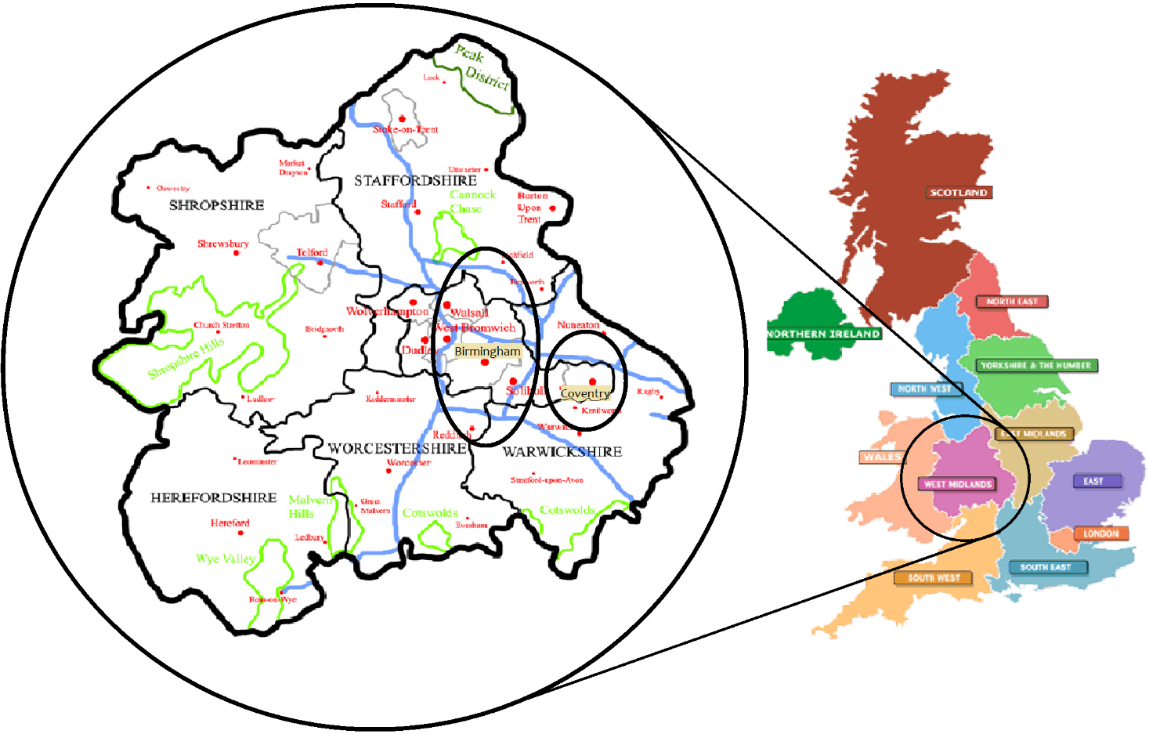 Peak
District
Leek
Stoke-on-Trent
Market
Drayton
Uttoxeter
STAFFORDSHIRE
Oswestry
Cannock
Chase
SHROPSHIRE
Stafford
Burton
Upon
Trent
Shrewsbury
Telford
Wolverhampton
Walsall
Church Stretton
Bridgnorth
West Bromwich
Nuneaton
Shropshire Hills
Dudley
Birmingham
Solihull
Coventry
Rugby
Ludlow
Kidderminster
Kenilworth
Redditch
Warwick
WORCESTERSHIRE
WARWICKSHIRE
Leominster
Worcester
Stratford-upon-Avon
HEREFORDSHIRE
Malvern
Hills
Great
Malvern
Cotswolds
Cotswolds
Hereford
Evesham
Ledbury
Wye Valley
Ross-on-Wye
SCOTLAND
NORTH EAST
NORTHERN IRELAND
YORKSHIRE & THE HUMBER
NORTH WEST
EAST MIDLANDS
WALES
WEST MIDLANDS
EAST
LONDON
SOUTH EAST
SOUTH WEST